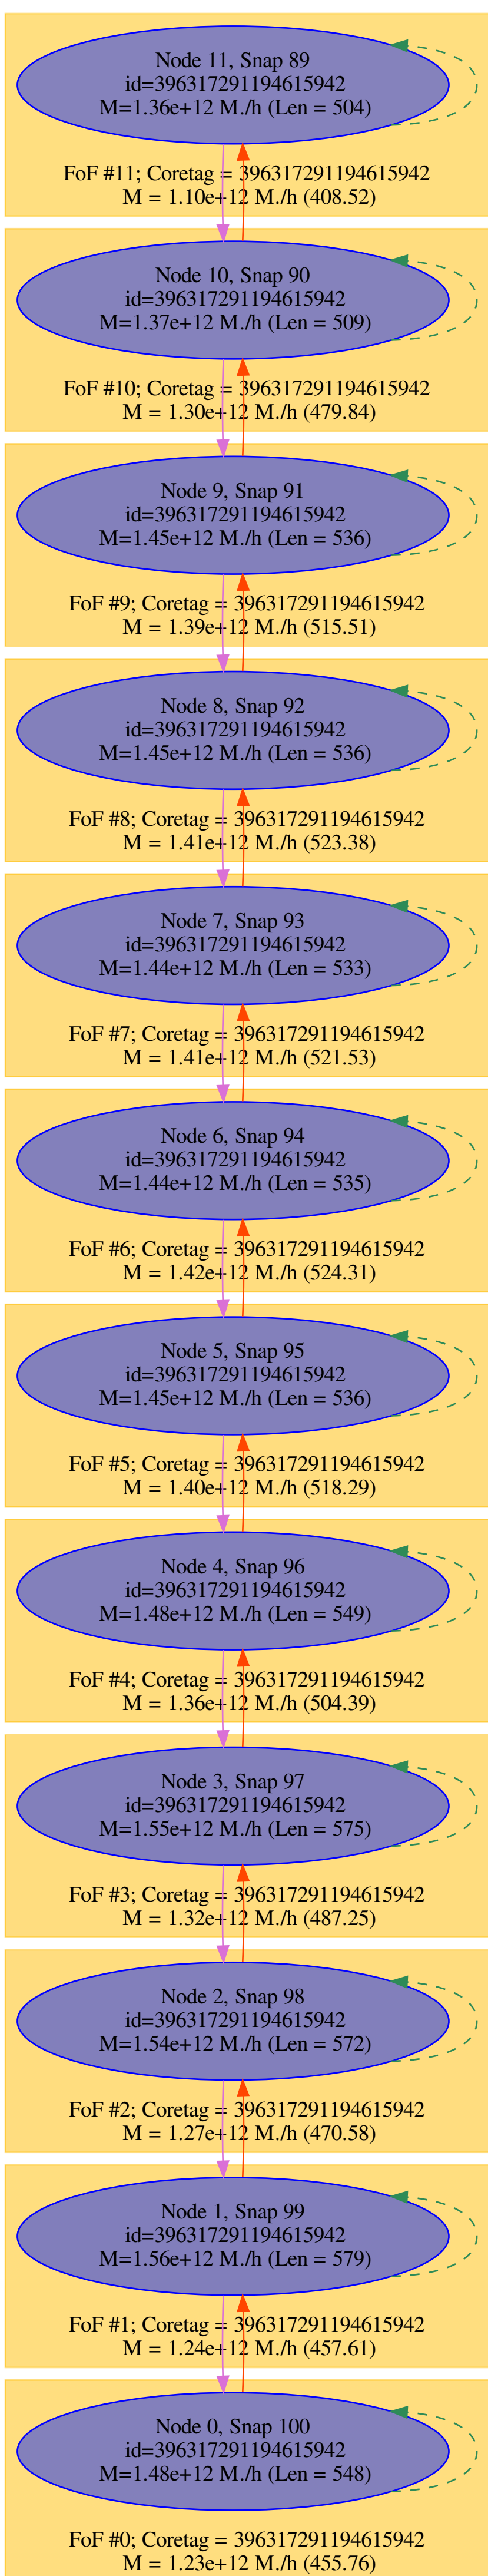 Node 11, Snap 89
id=396317291194615942
M=1.36e+12 M./h (Len = 504)
FoF #11; Coretag = 396317291194615942
M = 1.10e+12 M./h (408.52)
Node 10, Snap 90
id=396317291194615942
M=1.37e+12 M./h (Len = 509)
FoF #10; Coretag = 396317291194615942
M = 1.30e+12 M./h (479.84)
Node 9, Snap 91
id=396317291194615942
M=1.45e+12 M./h (Len = 536)
FoF #9; Coretag = 396317291194615942
M = 1.39e+12 M./h (515.51)
Node 8, Snap 92
id=396317291194615942
M=1.45e+12 M./h (Len = 536)
FoF #8; Coretag = 396317291194615942
M = 1.41e+12 M./h (523.38)
Node 7, Snap 93
id=396317291194615942
M=1.44e+12 M./h (Len = 533)
FoF #7; Coretag = 396317291194615942
M = 1.41e+12 M./h (521.53)
Node 6, Snap 94
id=396317291194615942
M=1.44e+12 M./h (Len = 535)
FoF #6; Coretag = 396317291194615942
M = 1.42e+12 M./h (524.31)
Node 5, Snap 95
id=396317291194615942
M=1.45e+12 M./h (Len = 536)
FoF #5; Coretag = 396317291194615942
M = 1.40e+12 M./h (518.29)
Node 4, Snap 96
id=396317291194615942
M=1.48e+12 M./h (Len = 549)
FoF #4; Coretag = 396317291194615942
M = 1.36e+12 M./h (504.39)
Node 3, Snap 97
id=396317291194615942
M=1.55e+12 M./h (Len = 575)
FoF #3; Coretag = 396317291194615942
M = 1.32e+12 M./h (487.25)
Node 2, Snap 98
id=396317291194615942
M=1.54e+12 M./h (Len = 572)
FoF #2; Coretag = 396317291194615942
M = 1.27e+12 M./h (470.58)
Node 1, Snap 99
id=396317291194615942
M=1.56e+12 M./h (Len = 579)
FoF #1; Coretag = 396317291194615942
M = 1.24e+12 M./h (457.61)
Node 0, Snap 100
id=396317291194615942
M=1.48e+12 M./h (Len = 548)
FoF #0; Coretag = 396317291194615942
M = 1.23e+12 M./h (455.76)